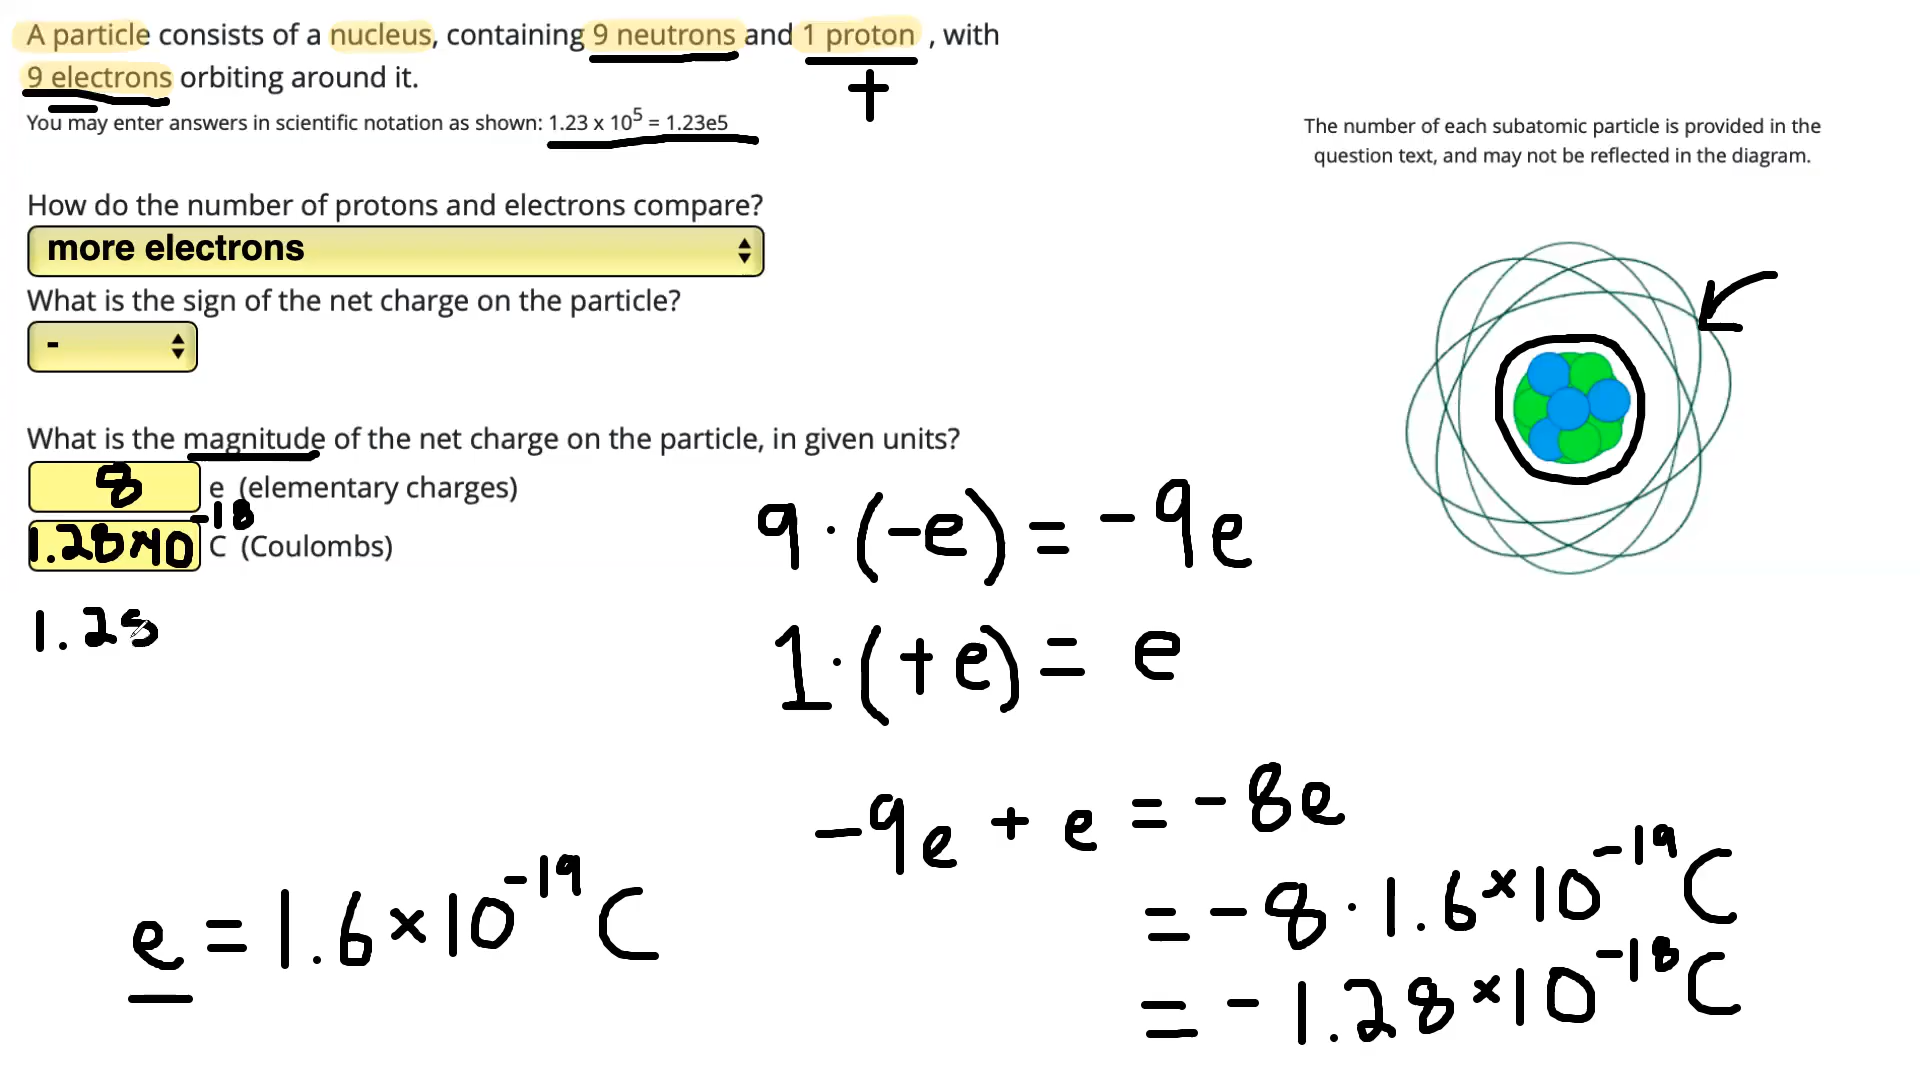 A particle consists of a nucleus, containing 9 neutrons and 1 proton , with
9 electrons orbiting around it.
+
You may enter answers in scientific notation as shown: 1.23 x 10⁵ = 1.23e5
The number of each subatomic particle is provided in the
question text, and may not be reflected in the diagram.
How do the number of protons and electrons compare?
more electrons
What is the sign of the net charge on the particle?
-
What is the magnitude of the net charge on the particle, in given units?
8 e (elementary charges)
1.28×10⁻¹⁸ C (Coulombs)
1.28
9·(-e) = -9e
1·(+e) = e
-9e + e = -8e
= -8·1.6×10⁻¹⁹ C
= -1.28×10⁻¹⁸ C
e = 1.6×10⁻¹⁹ C